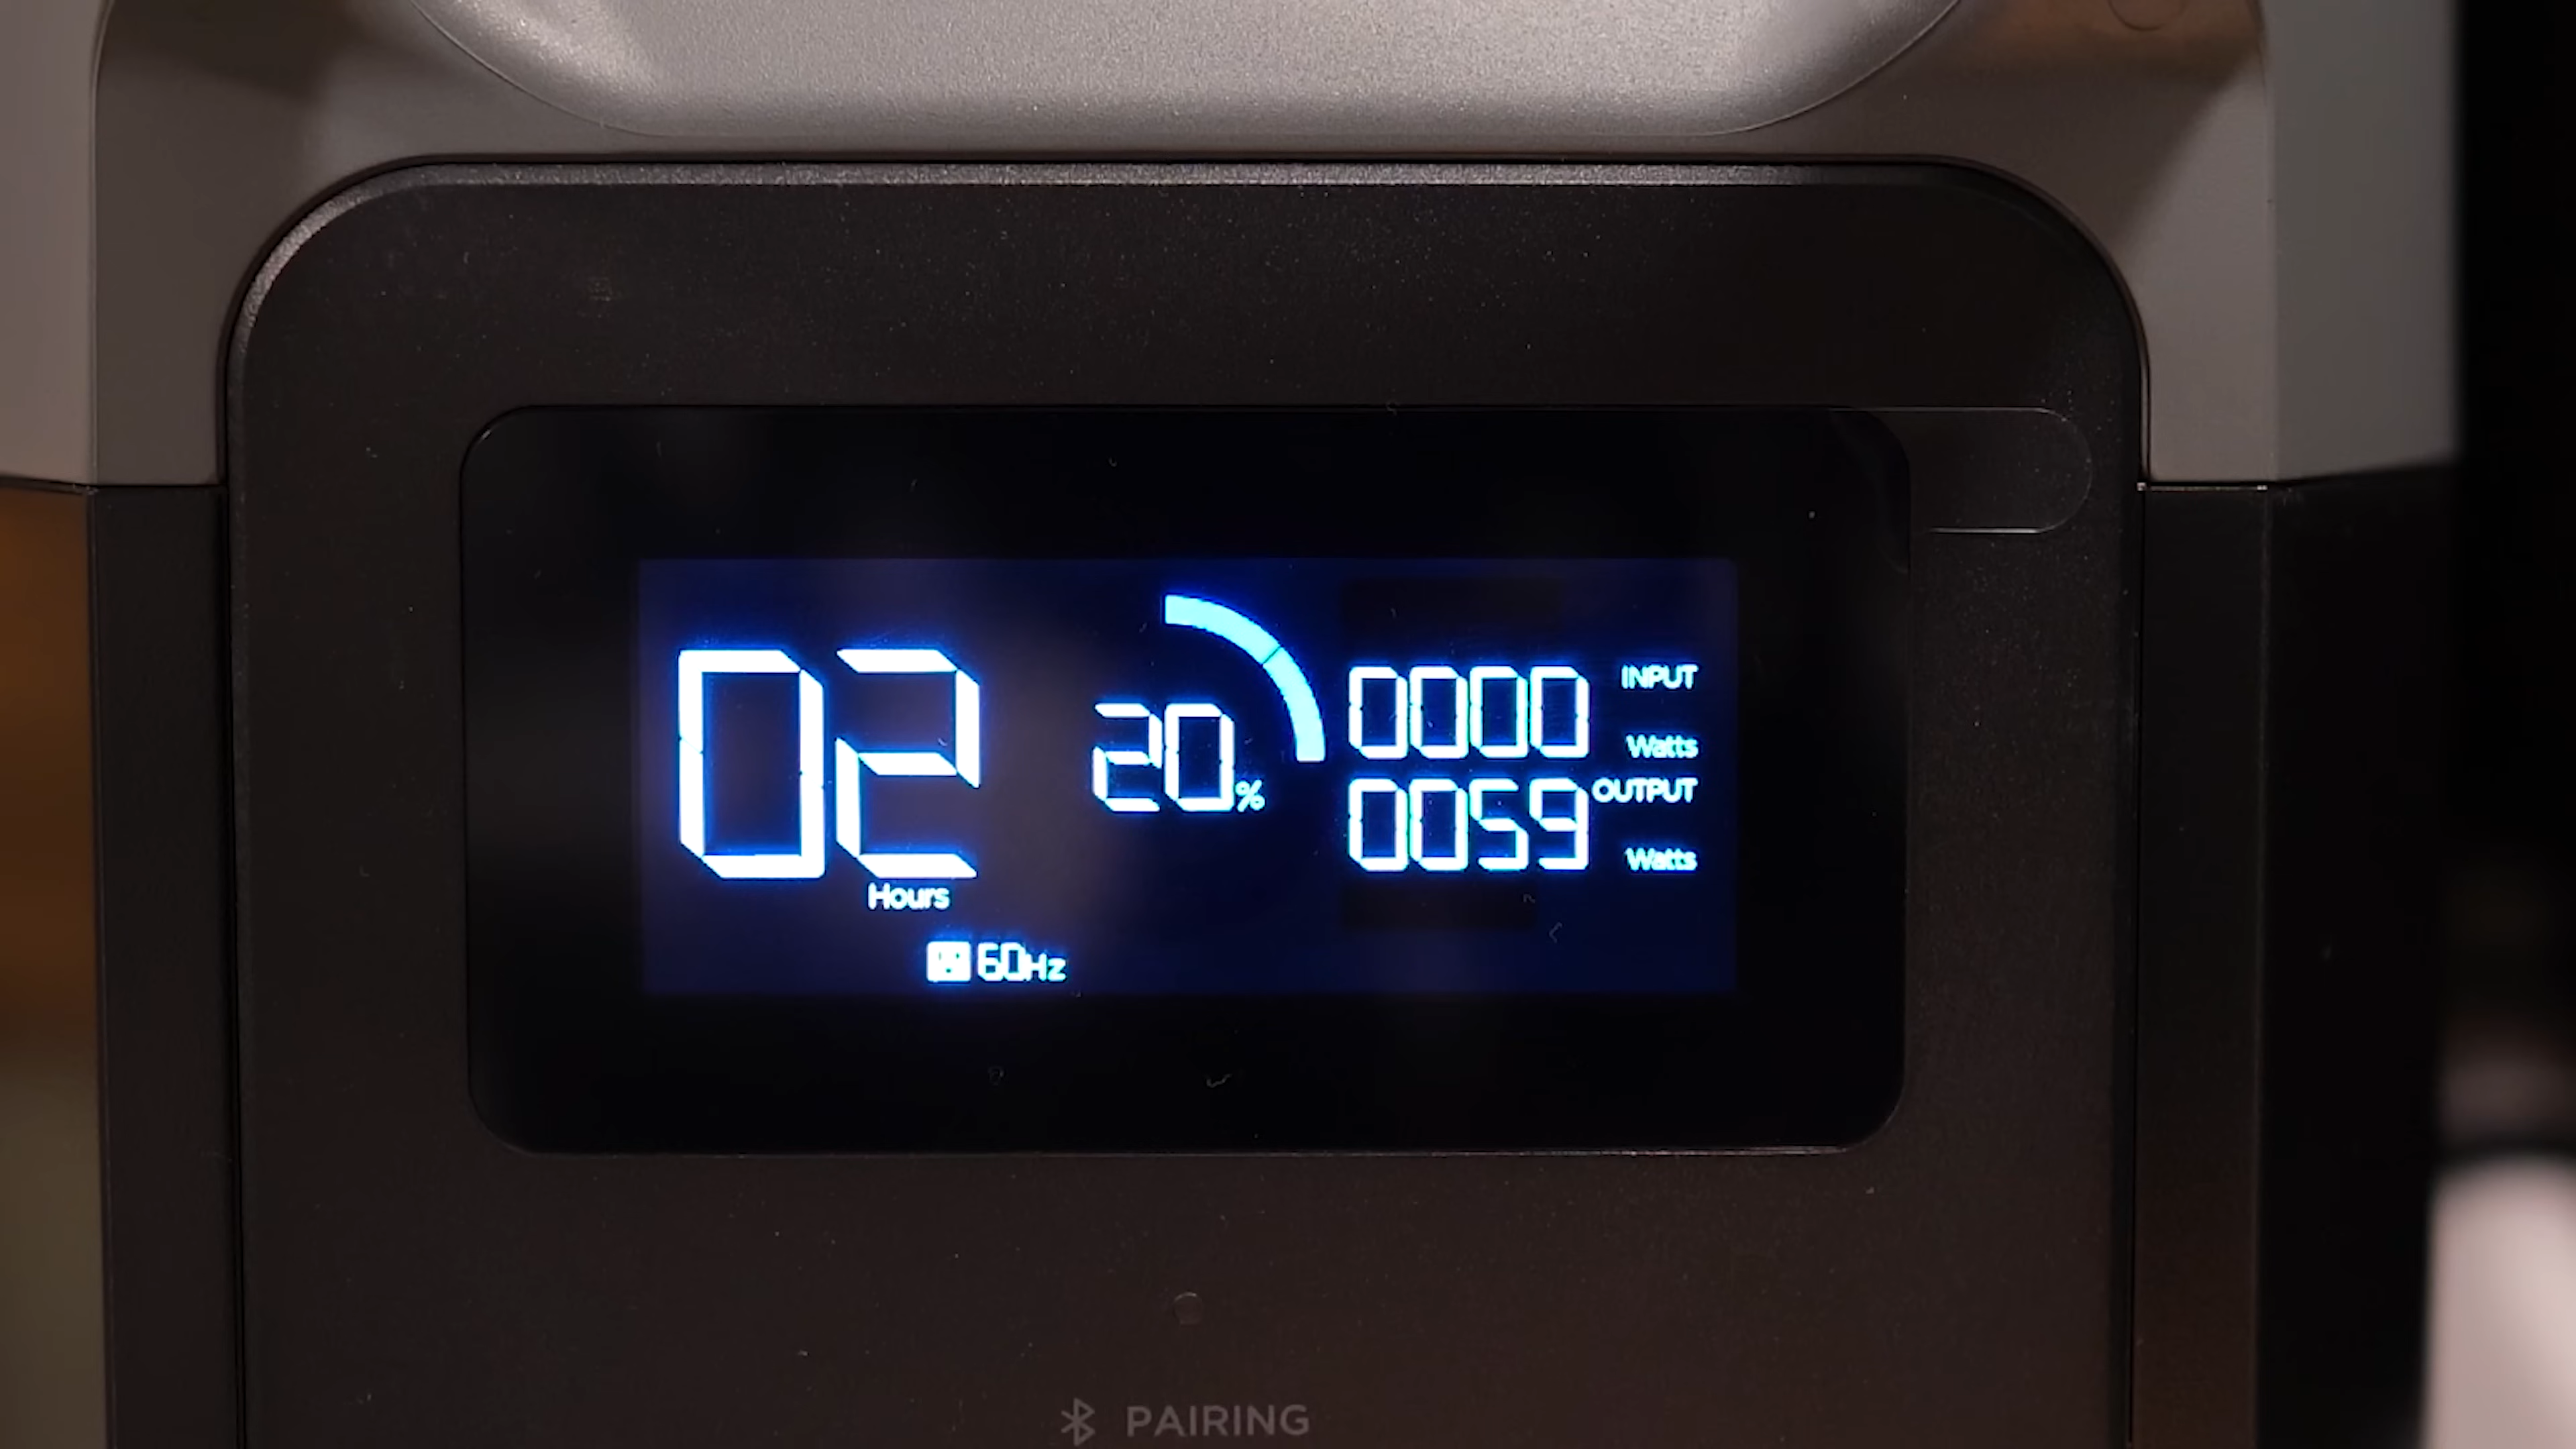 02
Hours
20%
0000 INPUT
Watts
0059 OUTPUT
Watts
60Hz
PAIRING